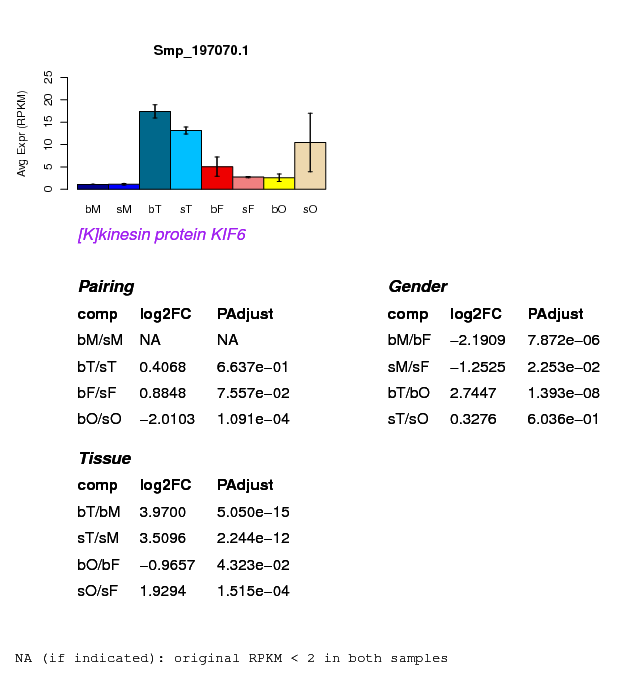 Smp_197070.1
Avg Expr (RPKM)
0 5 10 15 20 25
bM sM bT sT bF sF bO sO
[K]kinesin protein KIF6
Pairing
comp log2FC PAdjust
bM/sM NA NA
bT/sT 0.4068 6.637e−01
bF/sF 0.8848 7.557e−02
bO/sO −2.0103 1.091e−04
Gender
comp log2FC PAdjust
bM/bF −2.1909 7.872e−06
sM/sF −1.2525 2.253e−02
bT/bO 2.7447 1.393e−08
sT/sO 0.3276 6.036e−01
Tissue
comp log2FC PAdjust
bT/bM 3.9700 5.050e−15
sT/sM 3.5096 2.244e−12
bO/bF −0.9657 4.323e−02
sO/sF 1.9294 1.515e−04
NA (if indicated): original RPKM < 2 in both samples